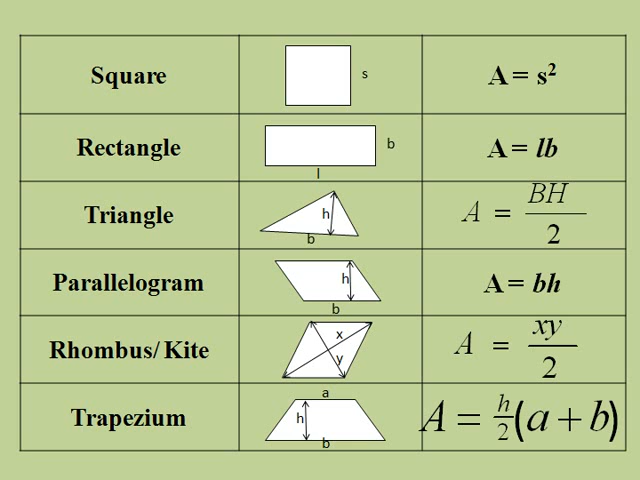 Square s A = s²
Rectangle b l A = lb
Triangle h b A = BH/2
Parallelogram h b A = bh
Rhombus/ Kite x y A = xy/2
Trapezium a h b A = h/2(a + b)